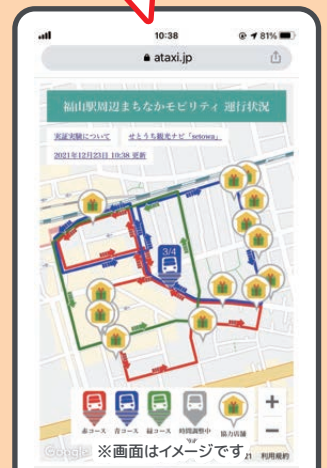 10:38
81%
ataxi.jp
福山駅周辺まちなかモビリティ 運行状況
実証実験について
せとうち観光ナビ「setowa」
2021年12月23日 10:38 更新
3/4
赤コース
青コース
緑コース
時間調整中
協力店舗
+
−
Google
※画面はイメージです
利用規約